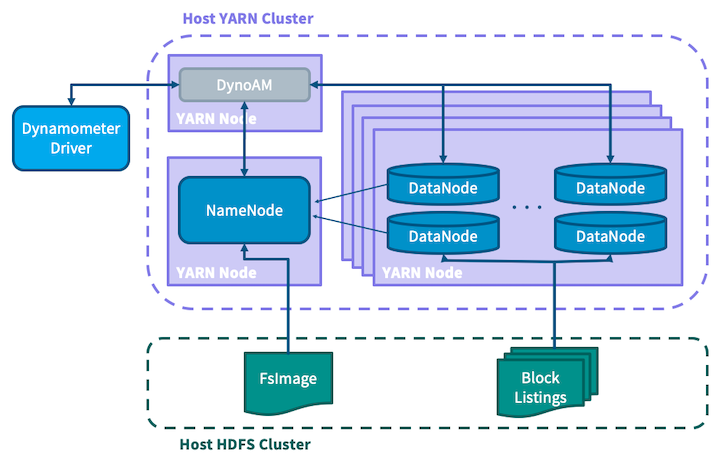 Host YARN Cluster
DynoAM
YARN Node
Dynamometer
Driver
NameNode
YARN Node
DataNode
DataNode
. . .
DataNode
DataNode
YARN Node
FsImage
Block
Listings
Host HDFS Cluster